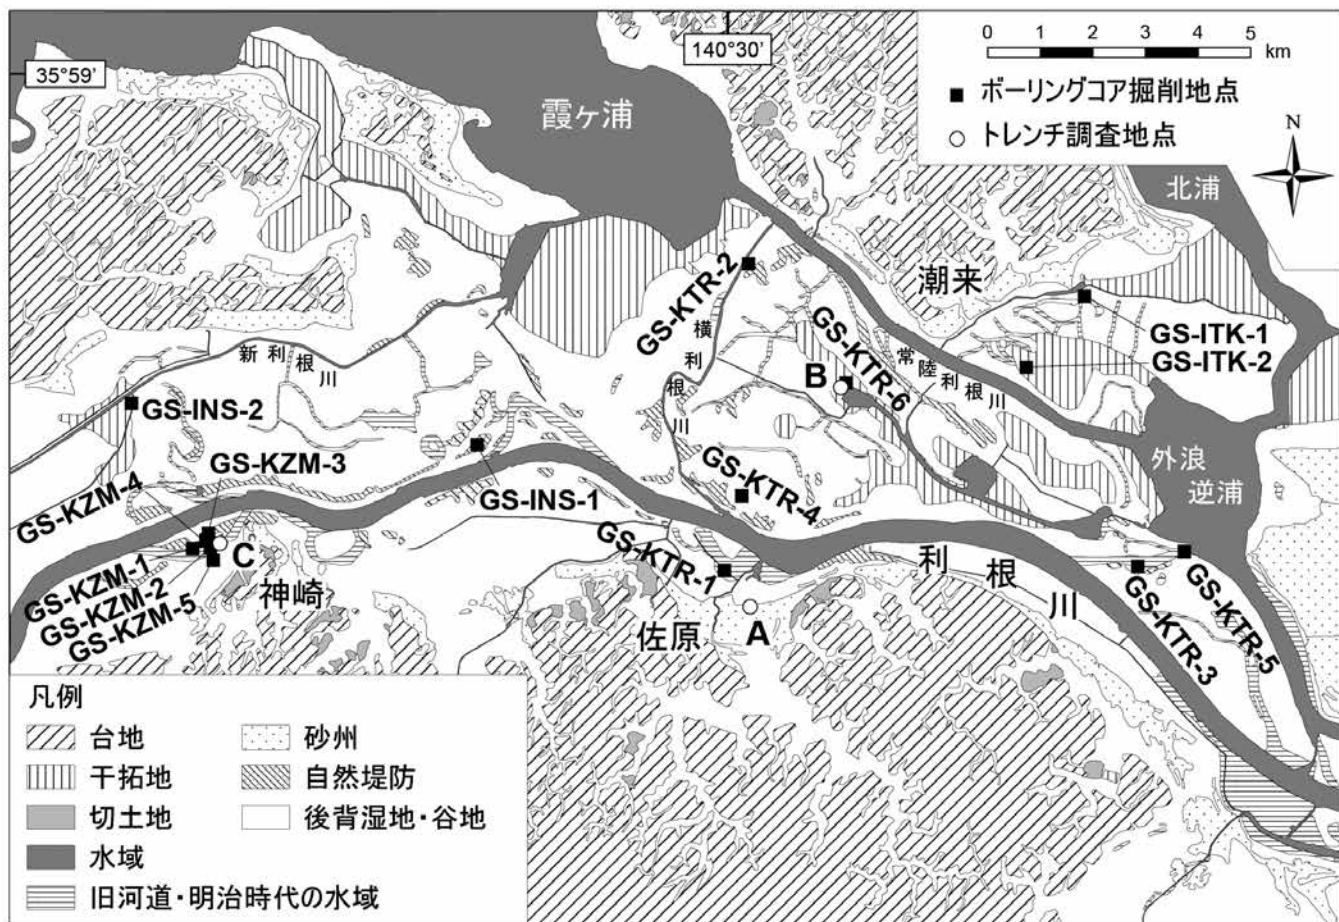 35°59′
140°30′
0 1 2 3 4 5
km
ボーリングコア掘削地点
トレンチ調査地点
N
霞ヶ浦
北浦
潮来
GS-KTR-2
横利根川
GS-KTR-6
常陸利根川
GS-ITK-1
GS-ITK-2
新利根川
B
GS-INS-2
GS-KZM-3
GS-KZM-4
GS-INS-1
GS-KTR-4
外浪
逆浦
C
GS-KZM-1
GS-KZM-2
GS-KZM-5
神崎
GS-KTR-1
佐原
A
利根川
GS-KTR-3
GS-KTR-5
凡例
台地
砂州
干拓地
自然堤防
切土地
後背湿地・谷地
水域
旧河道・明治時代の水域